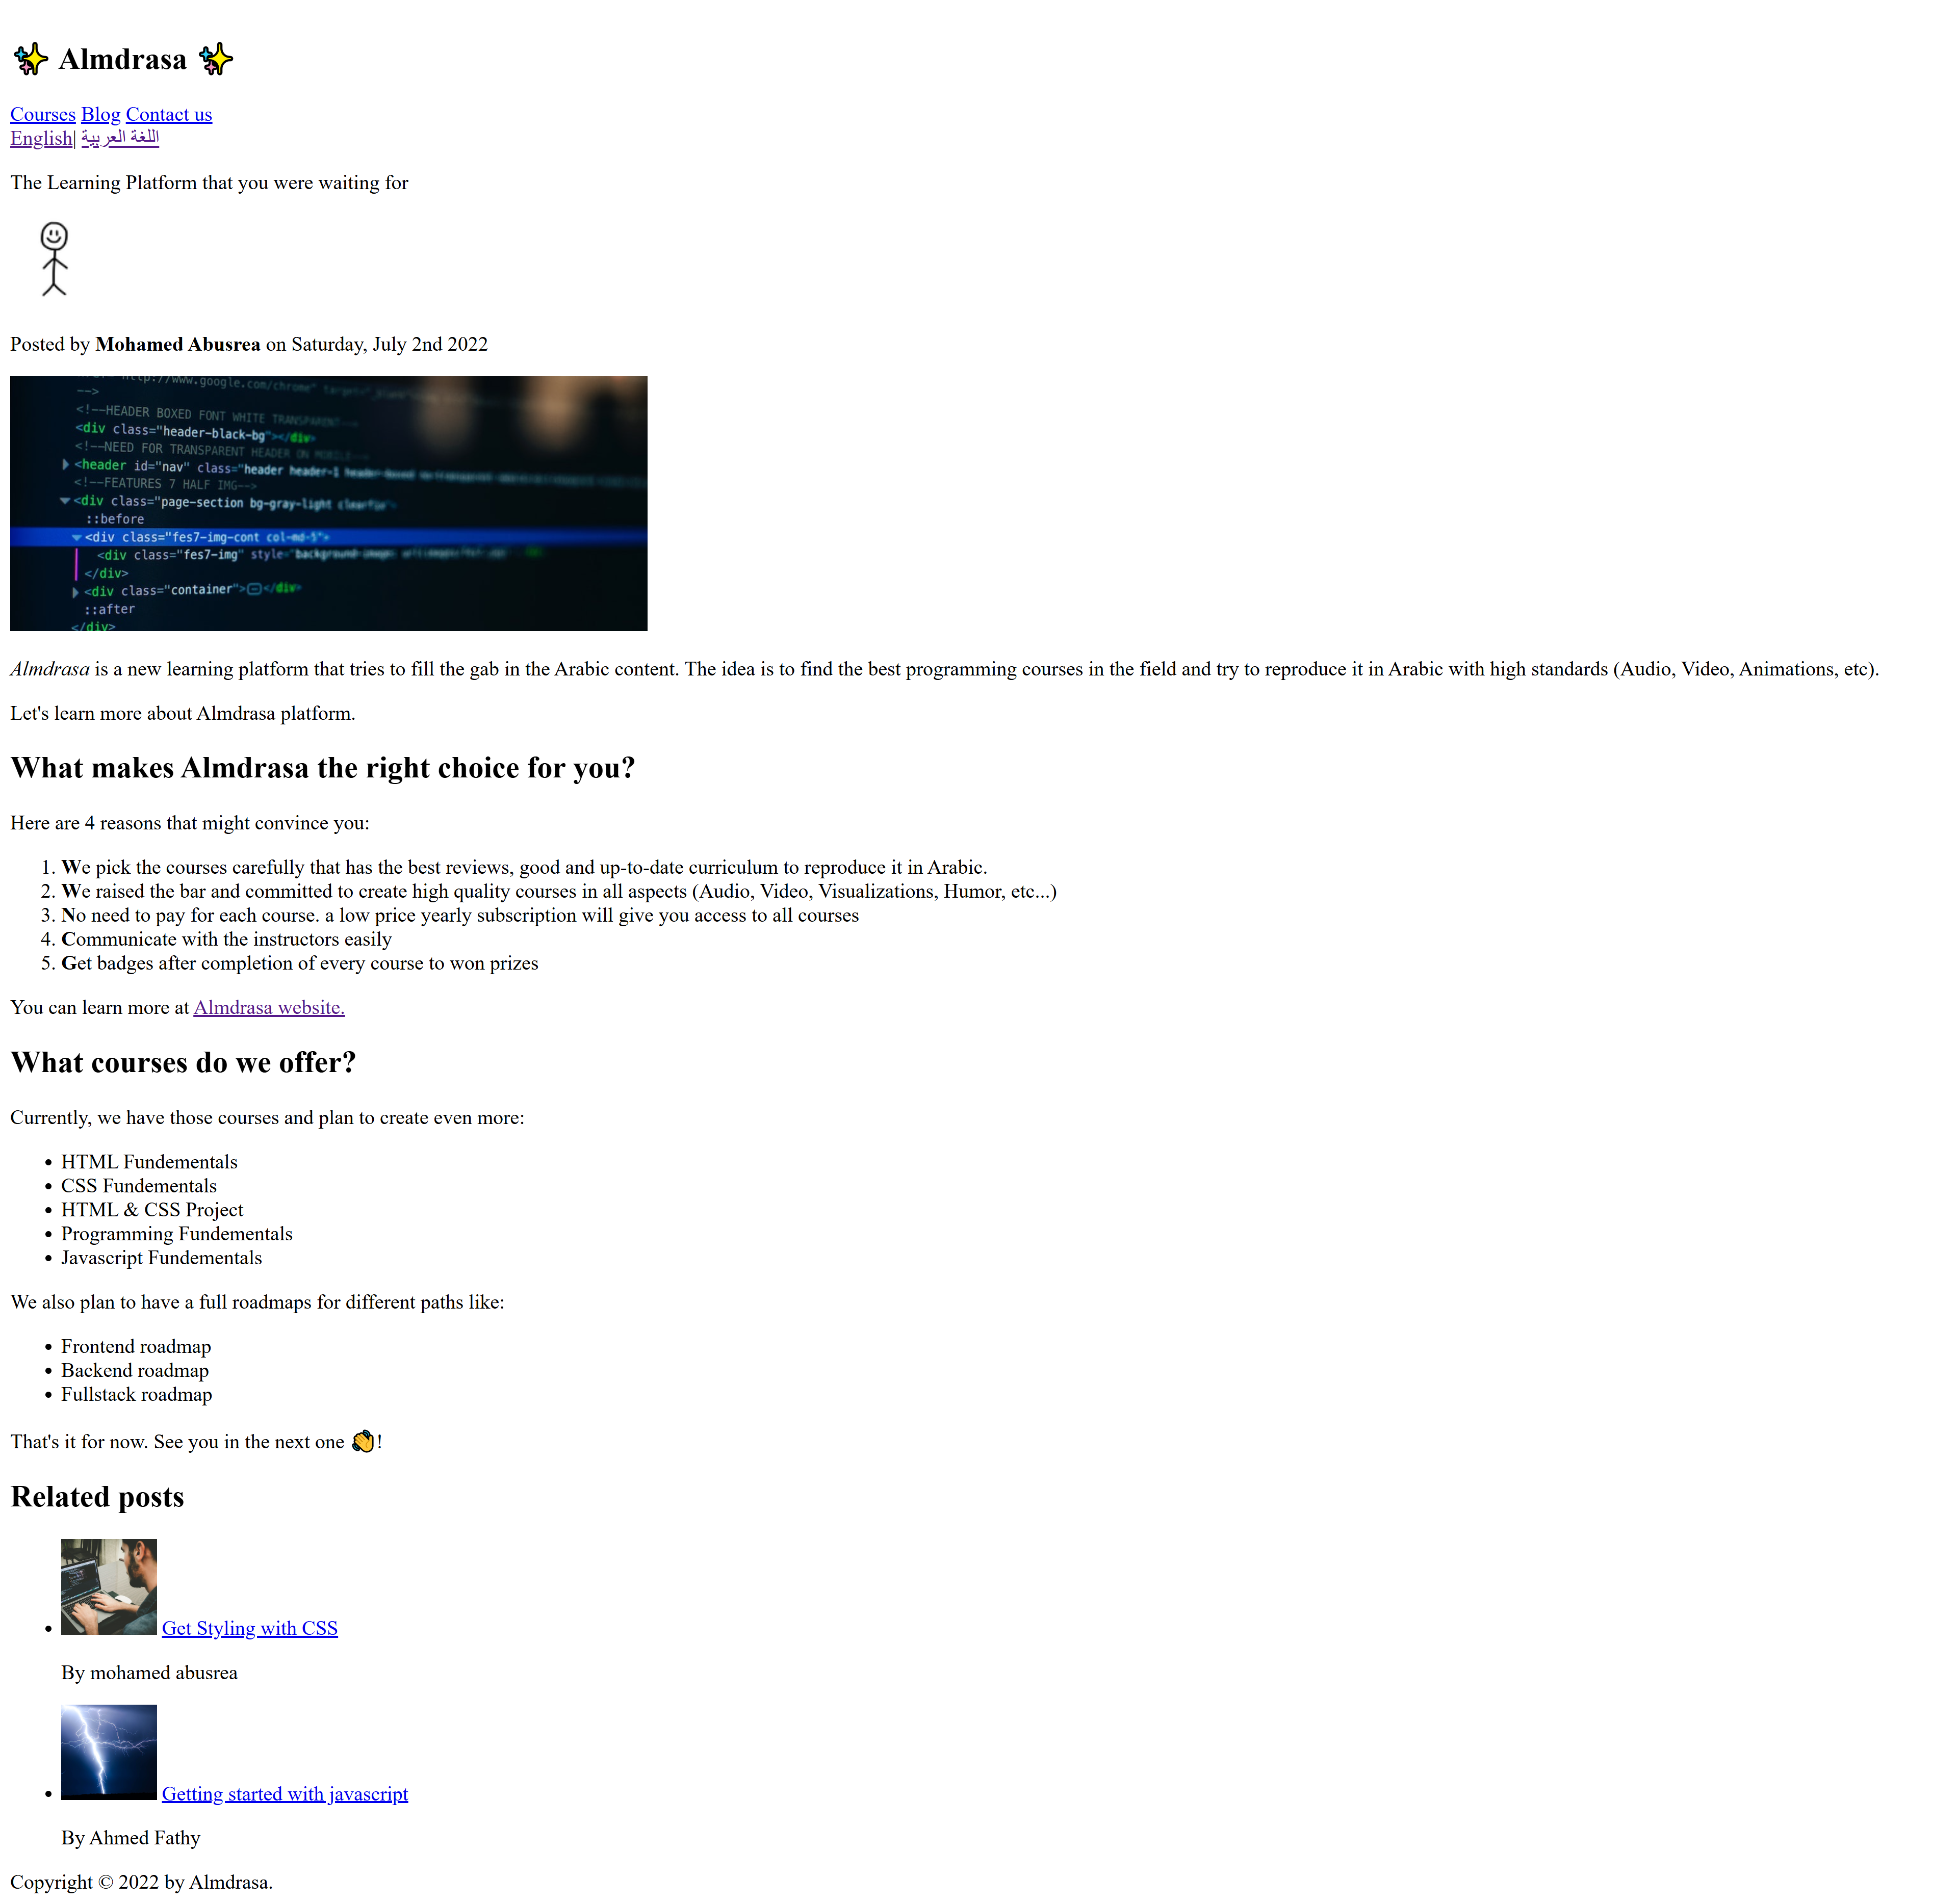 ✨ Almdrasa ✨
Courses Blog Contact us
English| اللغة العربية
The Learning Platform that you were waiting for
Posted by Mohamed Abusrea on Saturday, July 2nd 2022
http://www.google.com/chrome"
-->
<!--HEADER BOXED FONT WHITE TRANSPARENT-->
<div class="header-black-bg"></div>
<!--NEED FOR TRANSPARENT HEADER ON MOBILE-->
<header id="nav" class="header header-1 header-boxed
<!--FEATURES 7 HALF IMG-->
<div class="page-section bg-gray-light clearfix">
::before
<div class="fes7-img-cont col-md-5">
<div class="fes7-img" style="background-image:
</div>
<div class="container"></div>
::after
</div>
Almdrasa is a new learning platform that tries to fill the gab in the Arabic content. The idea is to find the best programming courses in the field and try to reproduce it in Arabic with high standards (Audio, Video, Animations, etc).
Let's learn more about Almdrasa platform.
What makes Almdrasa the right choice for you?
Here are 4 reasons that might convince you:
1. We pick the courses carefully that has the best reviews, good and up-to-date curriculum to reproduce it in Arabic.
2. We raised the bar and committed to create high quality courses in all aspects (Audio, Video, Visualizations, Humor, etc...)
3. No need to pay for each course. a low price yearly subscription will give you access to all courses
4. Communicate with the instructors easily
5. Get badges after completion of every course to won prizes
You can learn more at Almdrasa website.
What courses do we offer?
Currently, we have those courses and plan to create even more:
• HTML Fundementals
• CSS Fundementals
• HTML & CSS Project
• Programming Fundementals
• Javascript Fundementals
We also plan to have a full roadmaps for different paths like:
• Frontend roadmap
• Backend roadmap
• Fullstack roadmap
That's it for now. See you in the next one 👏!
Related posts
• Get Styling with CSS
By mohamed abusrea
• Getting started with javascript
By Ahmed Fathy
Copyright © 2022 by Almdrasa.